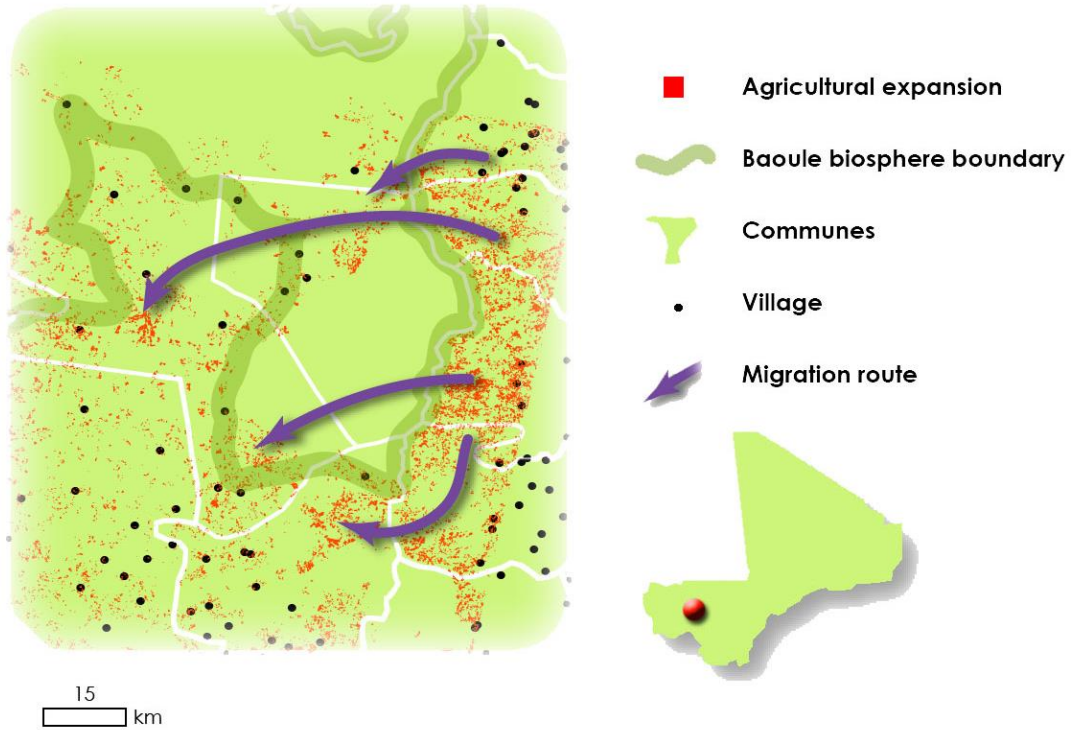 Agricultural expansion
Baoule biosphere boundary
Communes
Village
Migration route
15
km